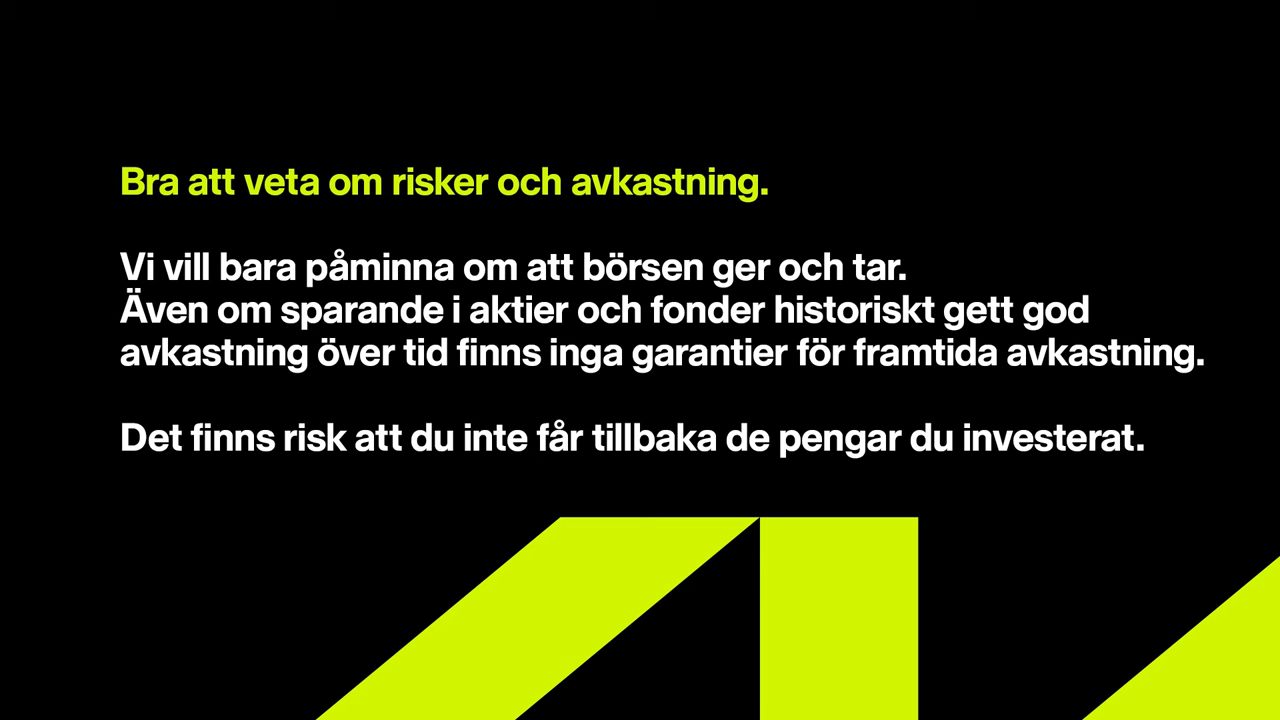 Bra att veta om risker och avkastning.
Vi vill bara påminna om att börsen ger och tar.
Även om sparande i aktier och fonder historiskt gett god
avkastning över tid finns inga garantier för framtida avkastning.
Det finns risk att du inte får tillbaka de pengar du investerat.